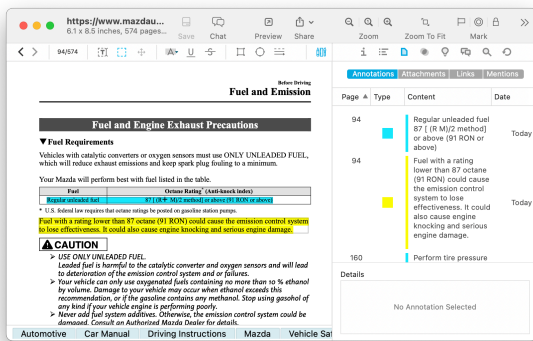 https://www.mazdau...
6.1 x 8.5 inches, 574 pages...
Save
Chat
Preview
Share
Zoom
Zoom To Fit
Mark
94/574
Before Driving
Fuel and Emission
Fuel and Engine Exhaust Precautions
▼Fuel Requirements
Vehicles with catalytic converters or oxygen sensors must use ONLY UNLEADED FUEL,
which will reduce exhaust emissions and keep spark plug fouling to a minimum.
Your Mazda will perform best with fuel listed in the table.
Fuel Octane Rating* (Anti-knock index)
Regular unleaded fuel 87 [ (R+ M)/2 method] or above (91 RON) or above)
* U.S. federal law requires that octane ratings be posted on gasoline station pumps.
Fuel with a rating lower than 87 octane (91 RON) could cause the emission control system
to lose effectiveness. It could also cause engine knocking and serious engine damage.
CAUTION
➢ USE ONLY UNLEADED FUEL.
Leaded fuel is harmful to the catalytic converter and oxygen sensors and will lead
to deterioration of the emission control system and or failures.
➢ Your vehicle can only use oxygenated fuels containing no more than 10 % ethanol
by volume. Damage to your vehicle may occur when ethanol exceeds this
recommendation, or if the gasoline contains any methanol. Stop using gasohol of
any kind if your vehicle engine is performing poorly.
➢ Never add fuel system additives. Otherwise, the emission control system could be
damaged. Consult an Authorized Mazda Dealer for details.
Automotive Car Manual Driving Instructions Mazda Vehicle Saf
Annotations Attachments Links Mentions
Page Type Content Date
94
Regular unleaded fuel
87 [ (R M)/2 method]
or above (91 RON or
above)
Today
94
Fuel with a rating
lower than 87 octane
(91 RON) could cause
the emission control
system to lose
effectiveness. It could
also cause engine
knocking and serious
engine damage.
Today
160
Perform tire pressure
Details
No Annotation Selected